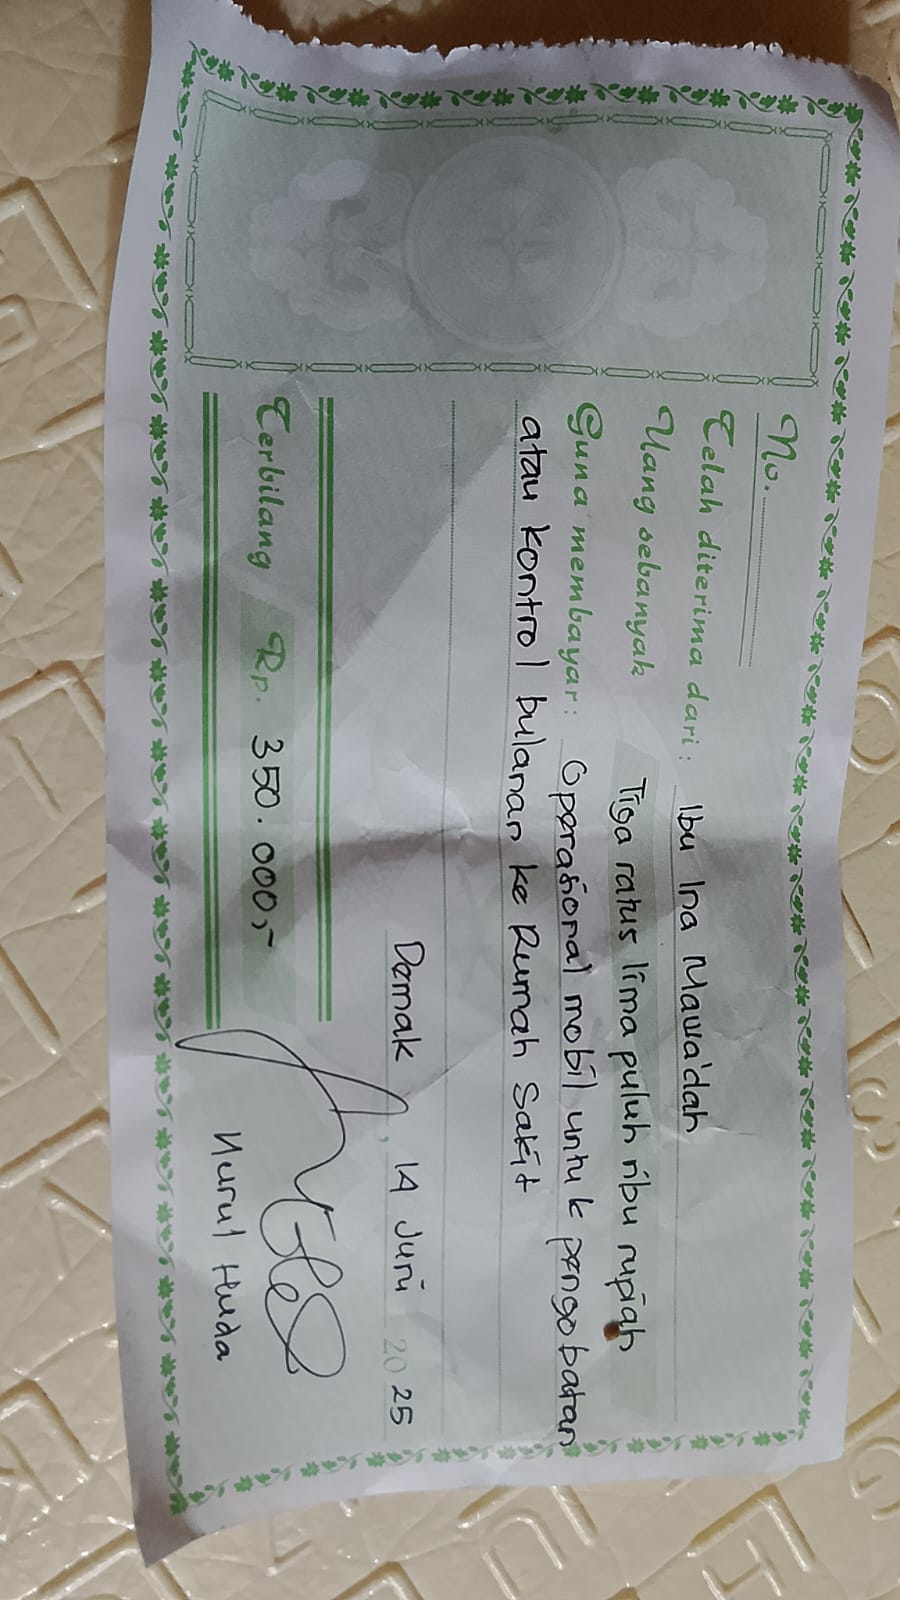 No.
Telah diterima dari : Ibu Ina Mawa'dah
Uang sebanyak Tiga ratus lima puluh ribu rupiah
Guna membayar : Operasional mobil untuk pengobatan
atau kontrol bulanan ke Rumah Sakit
Demak, 14 Juni 2025
Terbilang Rp. 350.000,-
Nurul Huda